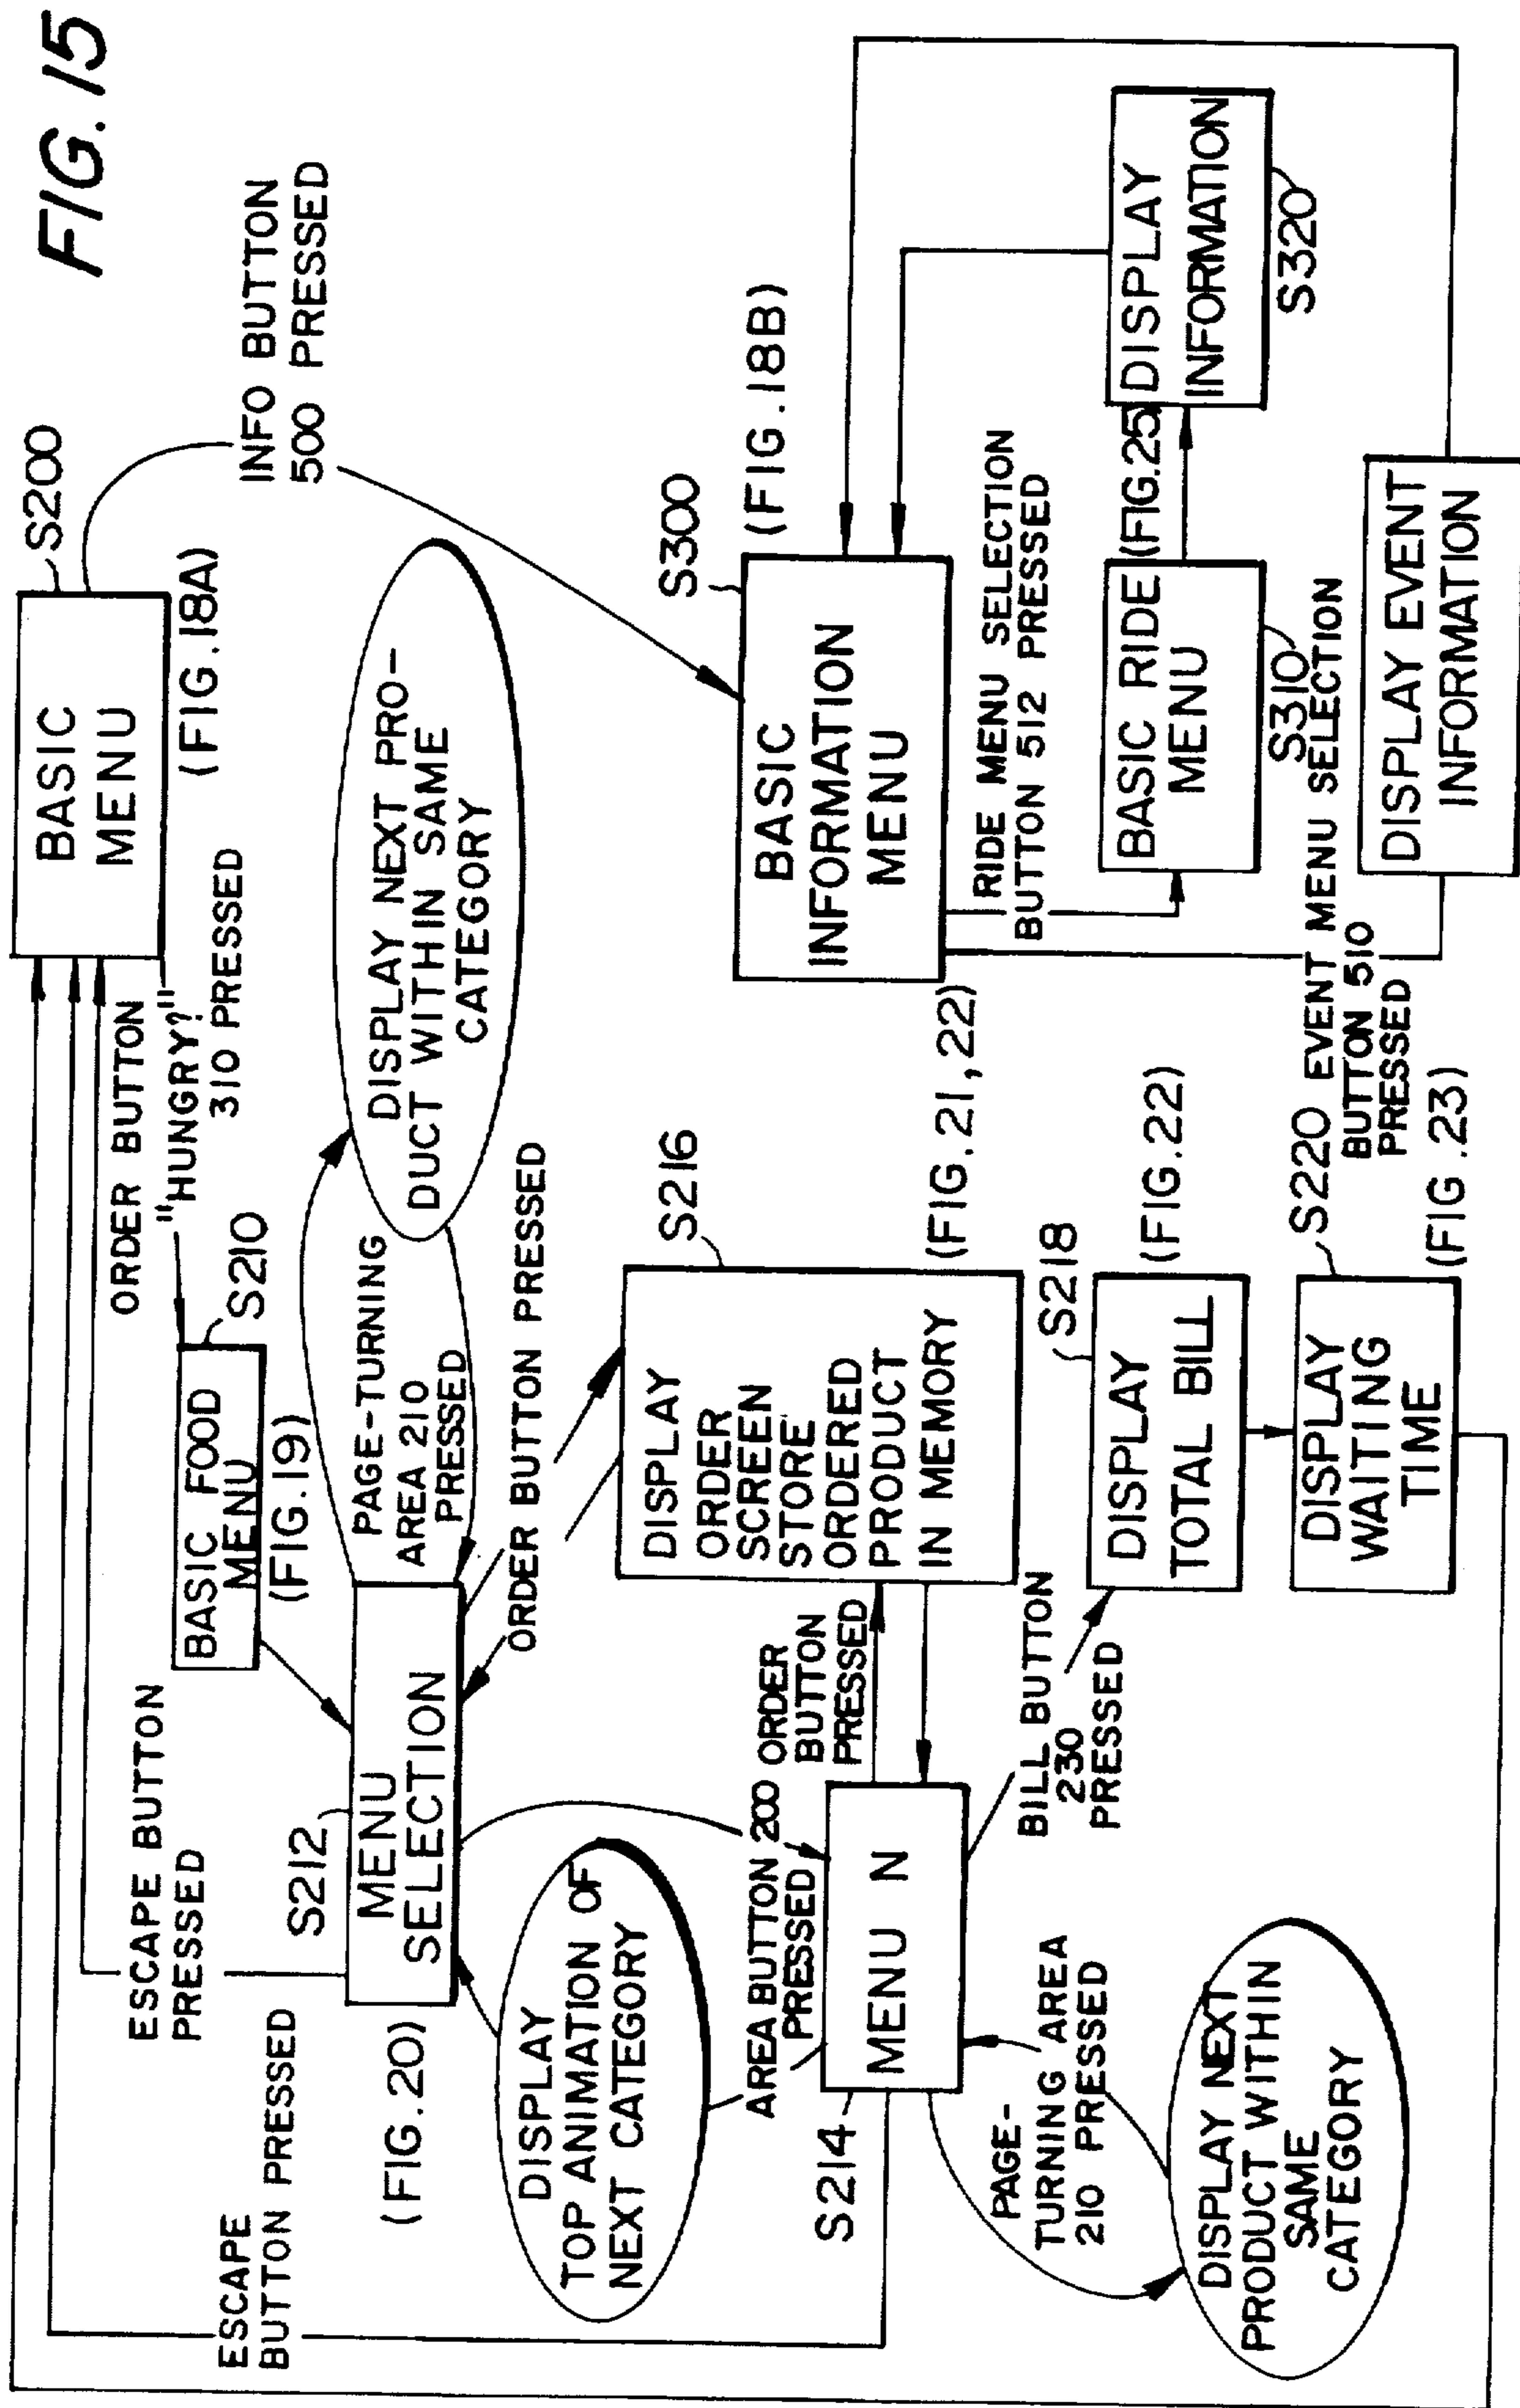 FIG. 15
BASIC
MENU
S200
(FIG.18A)
INFO BUTTON
500 PRESSED
ORDER BUTTON
"HUNGRY?"
310 PRESSED
BASIC FOOD
MENU
S210
(FIG.19)
ESCAPE BUTTON
PRESSED
ESCAPE
BUTTON PRESSED
S212
MENU
SELECTION
(FIG.20)
PAGE-TURNING
AREA 210
PRESSED
DISPLAY NEXT PRO-
DUCT WITHIN SAME
CATEGORY
ORDER BUTTON PRESSED
DISPLAY
TOP ANIMATION OF
NEXT CATEGORY
AREA BUTTON 200
PRESSED
ORDER
BUTTON
PRESSED
S216
DISPLAY
ORDER
SCREEN
STORE
ORDERED
PRODUCT
IN MEMORY
(FIG.21,22)
S214
MENU N
PAGE-
TURNING AREA
210 PRESSED
DISPLAY NEXT
PRODUCT WITHIN
SAME
CATEGORY
BILL BUTTON
230
PRESSED
S218
DISPLAY
TOTAL BILL
(FIG.22)
S220
DISPLAY
WAITING
TIME
(FIG.23)
S300
BASIC
INFORMATION
MENU
(FIG.18B)
RIDE MENU SELECTION
BUTTON 512 PRESSED
BASIC RIDE
MENU
S310
(FIG.25)
DISPLAY
INFORMATION
S320
EVENT MENU SELECTION
BUTTON 510
PRESSED
DISPLAY EVENT
INFORMATION